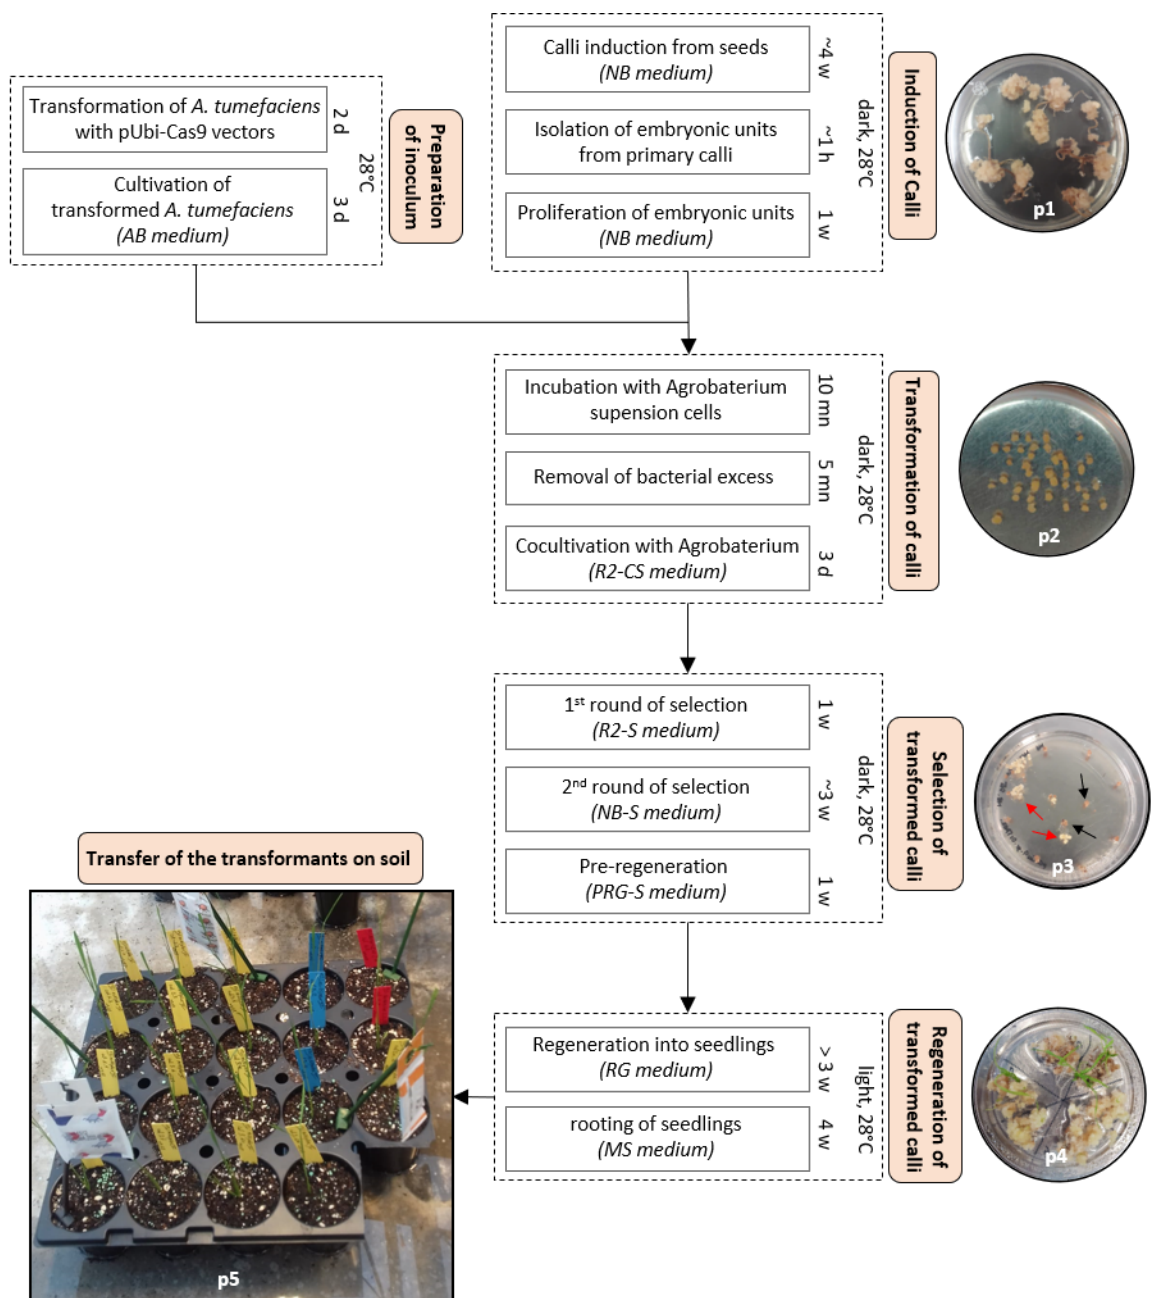 Calli induction from seeds
(NB medium)
~4 w
Isolation of embryonic units
from primary calli
~1 h
Proliferation of embryonic units
(NB medium)
1 w
dark, 28°C
Induction of Calli
p1
Transformation of A. tumefaciens
with pUbi-Cas9 vectors
2 d
Cultivation of
transformed A. tumefaciens
(AB medium)
3 d
28°C
Preparation
of inoculum
Incubation with Agrobaterium
supension cells
10 mn
Removal of bacterial excess
5 mn
Cocultivation with Agrobaterium
(R2-CS medium)
3 d
dark, 28°C
Transformation of calli
p2
1st round of selection
(R2-S medium)
1 w
2nd round of selection
(NB-S medium)
~3 w
Pre-regeneration
(PRG-S medium)
1 w
dark, 28°C
Selection of
transformed calli
p3
Regeneration into seedlings
(RG medium)
> 3 w
rooting of seedlings
(MS medium)
4 w
light, 28°C
Regeneration of
transformed calli
p4
Transfer of the transformants on soil
p5